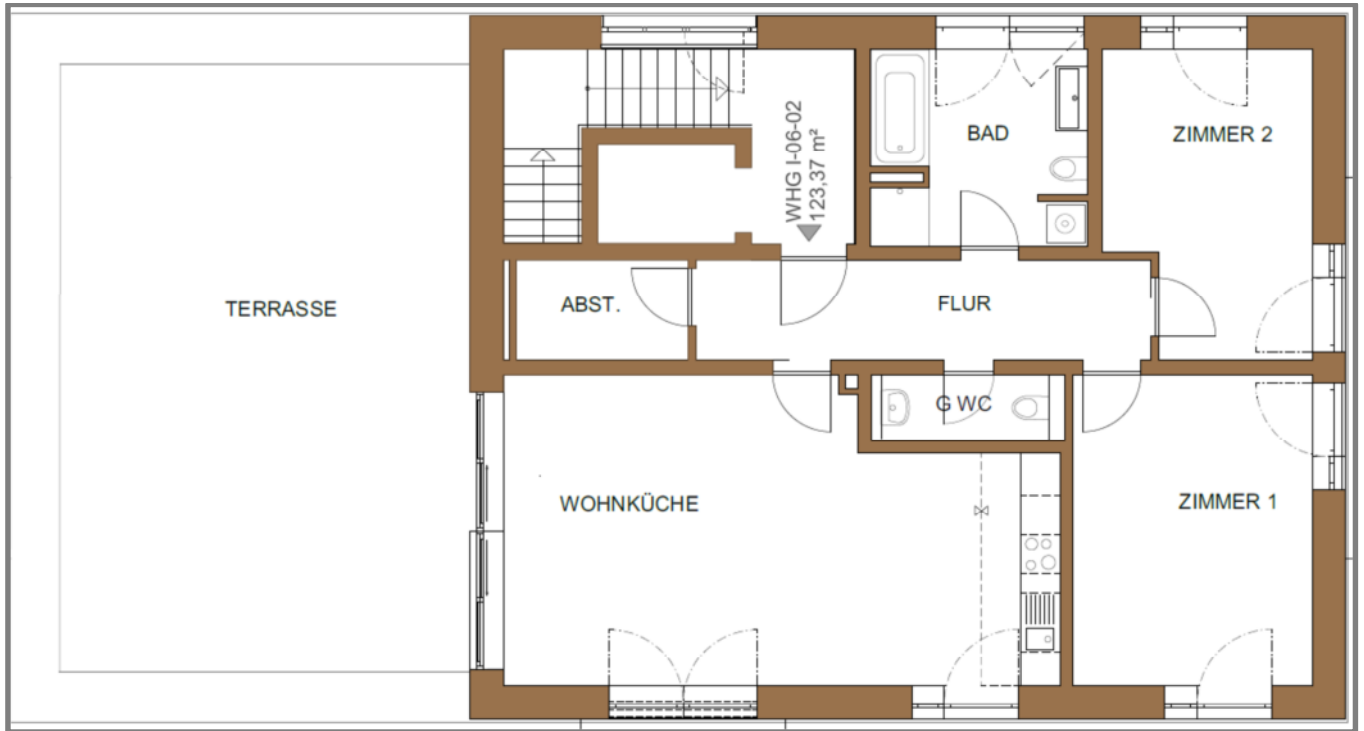 BAD
ZIMMER 2
WHG I-06-02
123,37 m²
TERRASSE
ABST.
FLUR
G WC
WOHNKÜCHE
ZIMMER 1